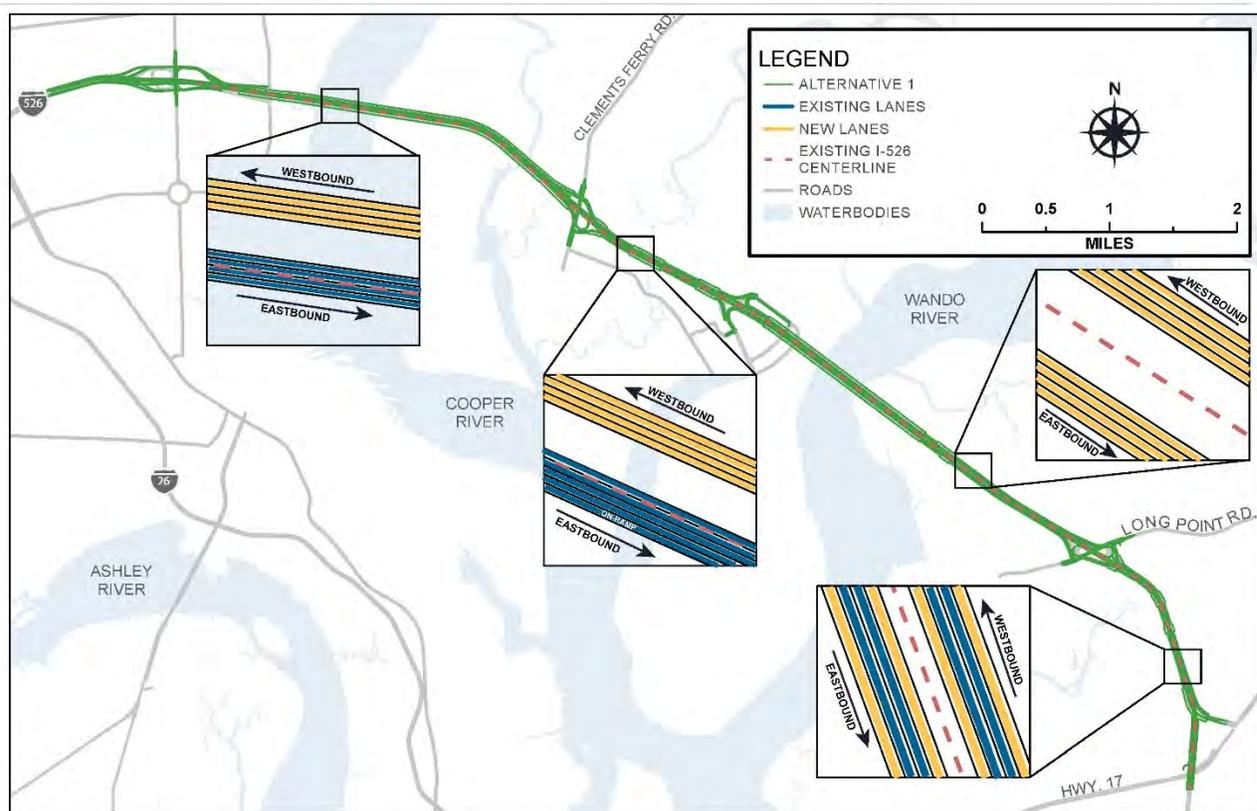 LEGEND
ALTERNATIVE 1
EXISTING LANES
NEW LANES
EXISTING I-526
CENTERLINE
ROADS
WATERBODIES
N
0 0.5 1 2
MILES
526
CLEMENTS FERRY RD.
WESTBOUND
EASTBOUND
WANDO
RIVER
WESTBOUND
EASTBOUND
COOPER
RIVER
WESTBOUND
ON-RAMP
EASTBOUND
26
LONG POINT RD.
ASHLEY
RIVER
WESTBOUND
EASTBOUND
HWY. 17